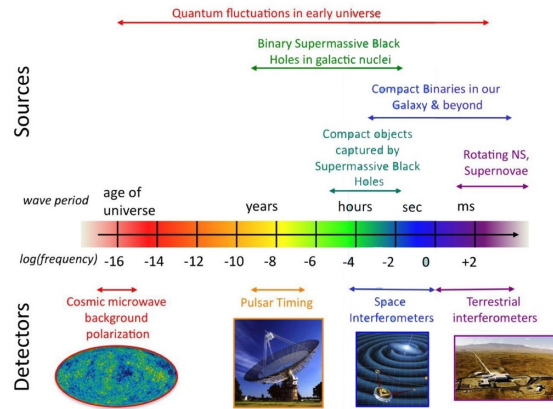 Quantum fluctuations in early universe
Binary Supermassive Black
Holes in galactic nuclei
Sources
Compact Binaries in our
Galaxy & beyond
Compact objects
captured by
Supermassive Black
Holes
Rotating NS,
Supernovae
wave period
age of
universe
years
hours
sec
ms
log(frequency)
-16 -14 -12 -10 -8 -6 -4 -2 0 +2
Detectors
Cosmic microwave
background
polarization
Pulsar Timing
Space
Interferometers
Terrestrial
interferometers